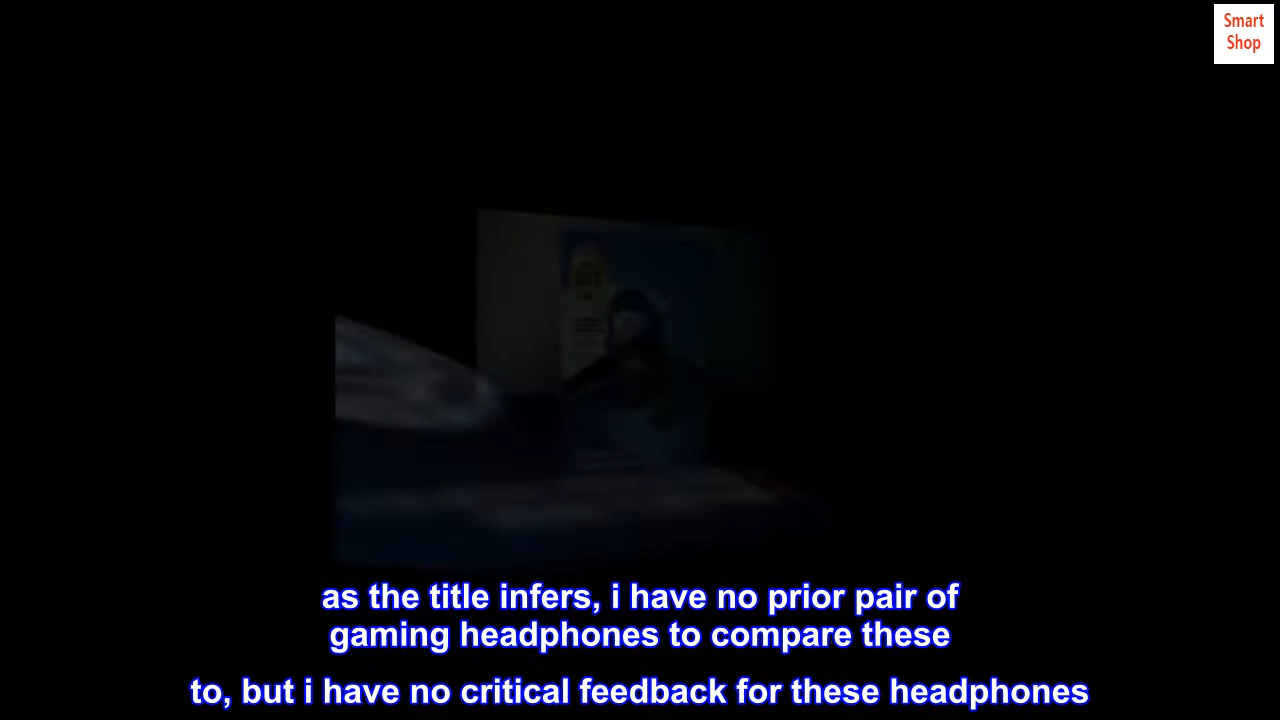 Smart
Shop
as the title infers, i have no prior pair of
gaming headphones to compare these
to, but i have no critical feedback for these headphones